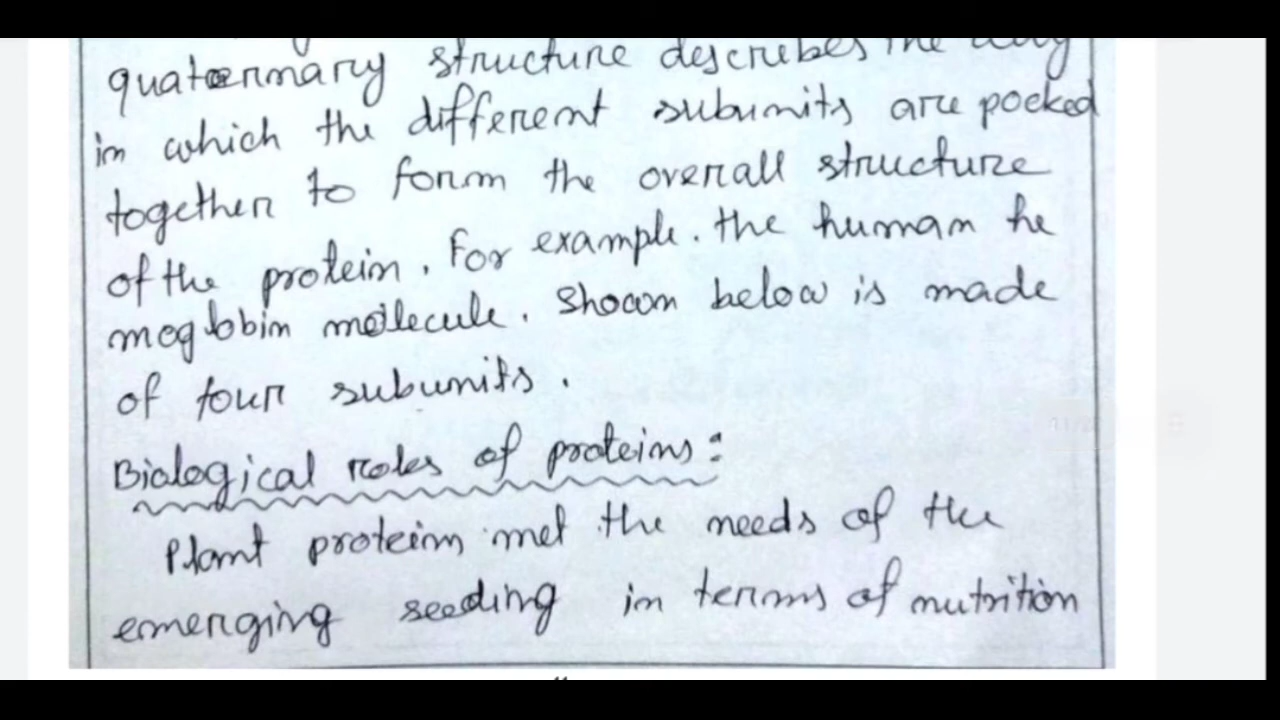 quaternary structure describes the way
in which the different subunits are pocked
together to form the overall structure
of the protein. For example. the human he
moglobin molecule. Shown below is made
of four subunits.
Biological roles of proteins:
Plant protein met the needs of the
emerging seeding in terms of nutrition